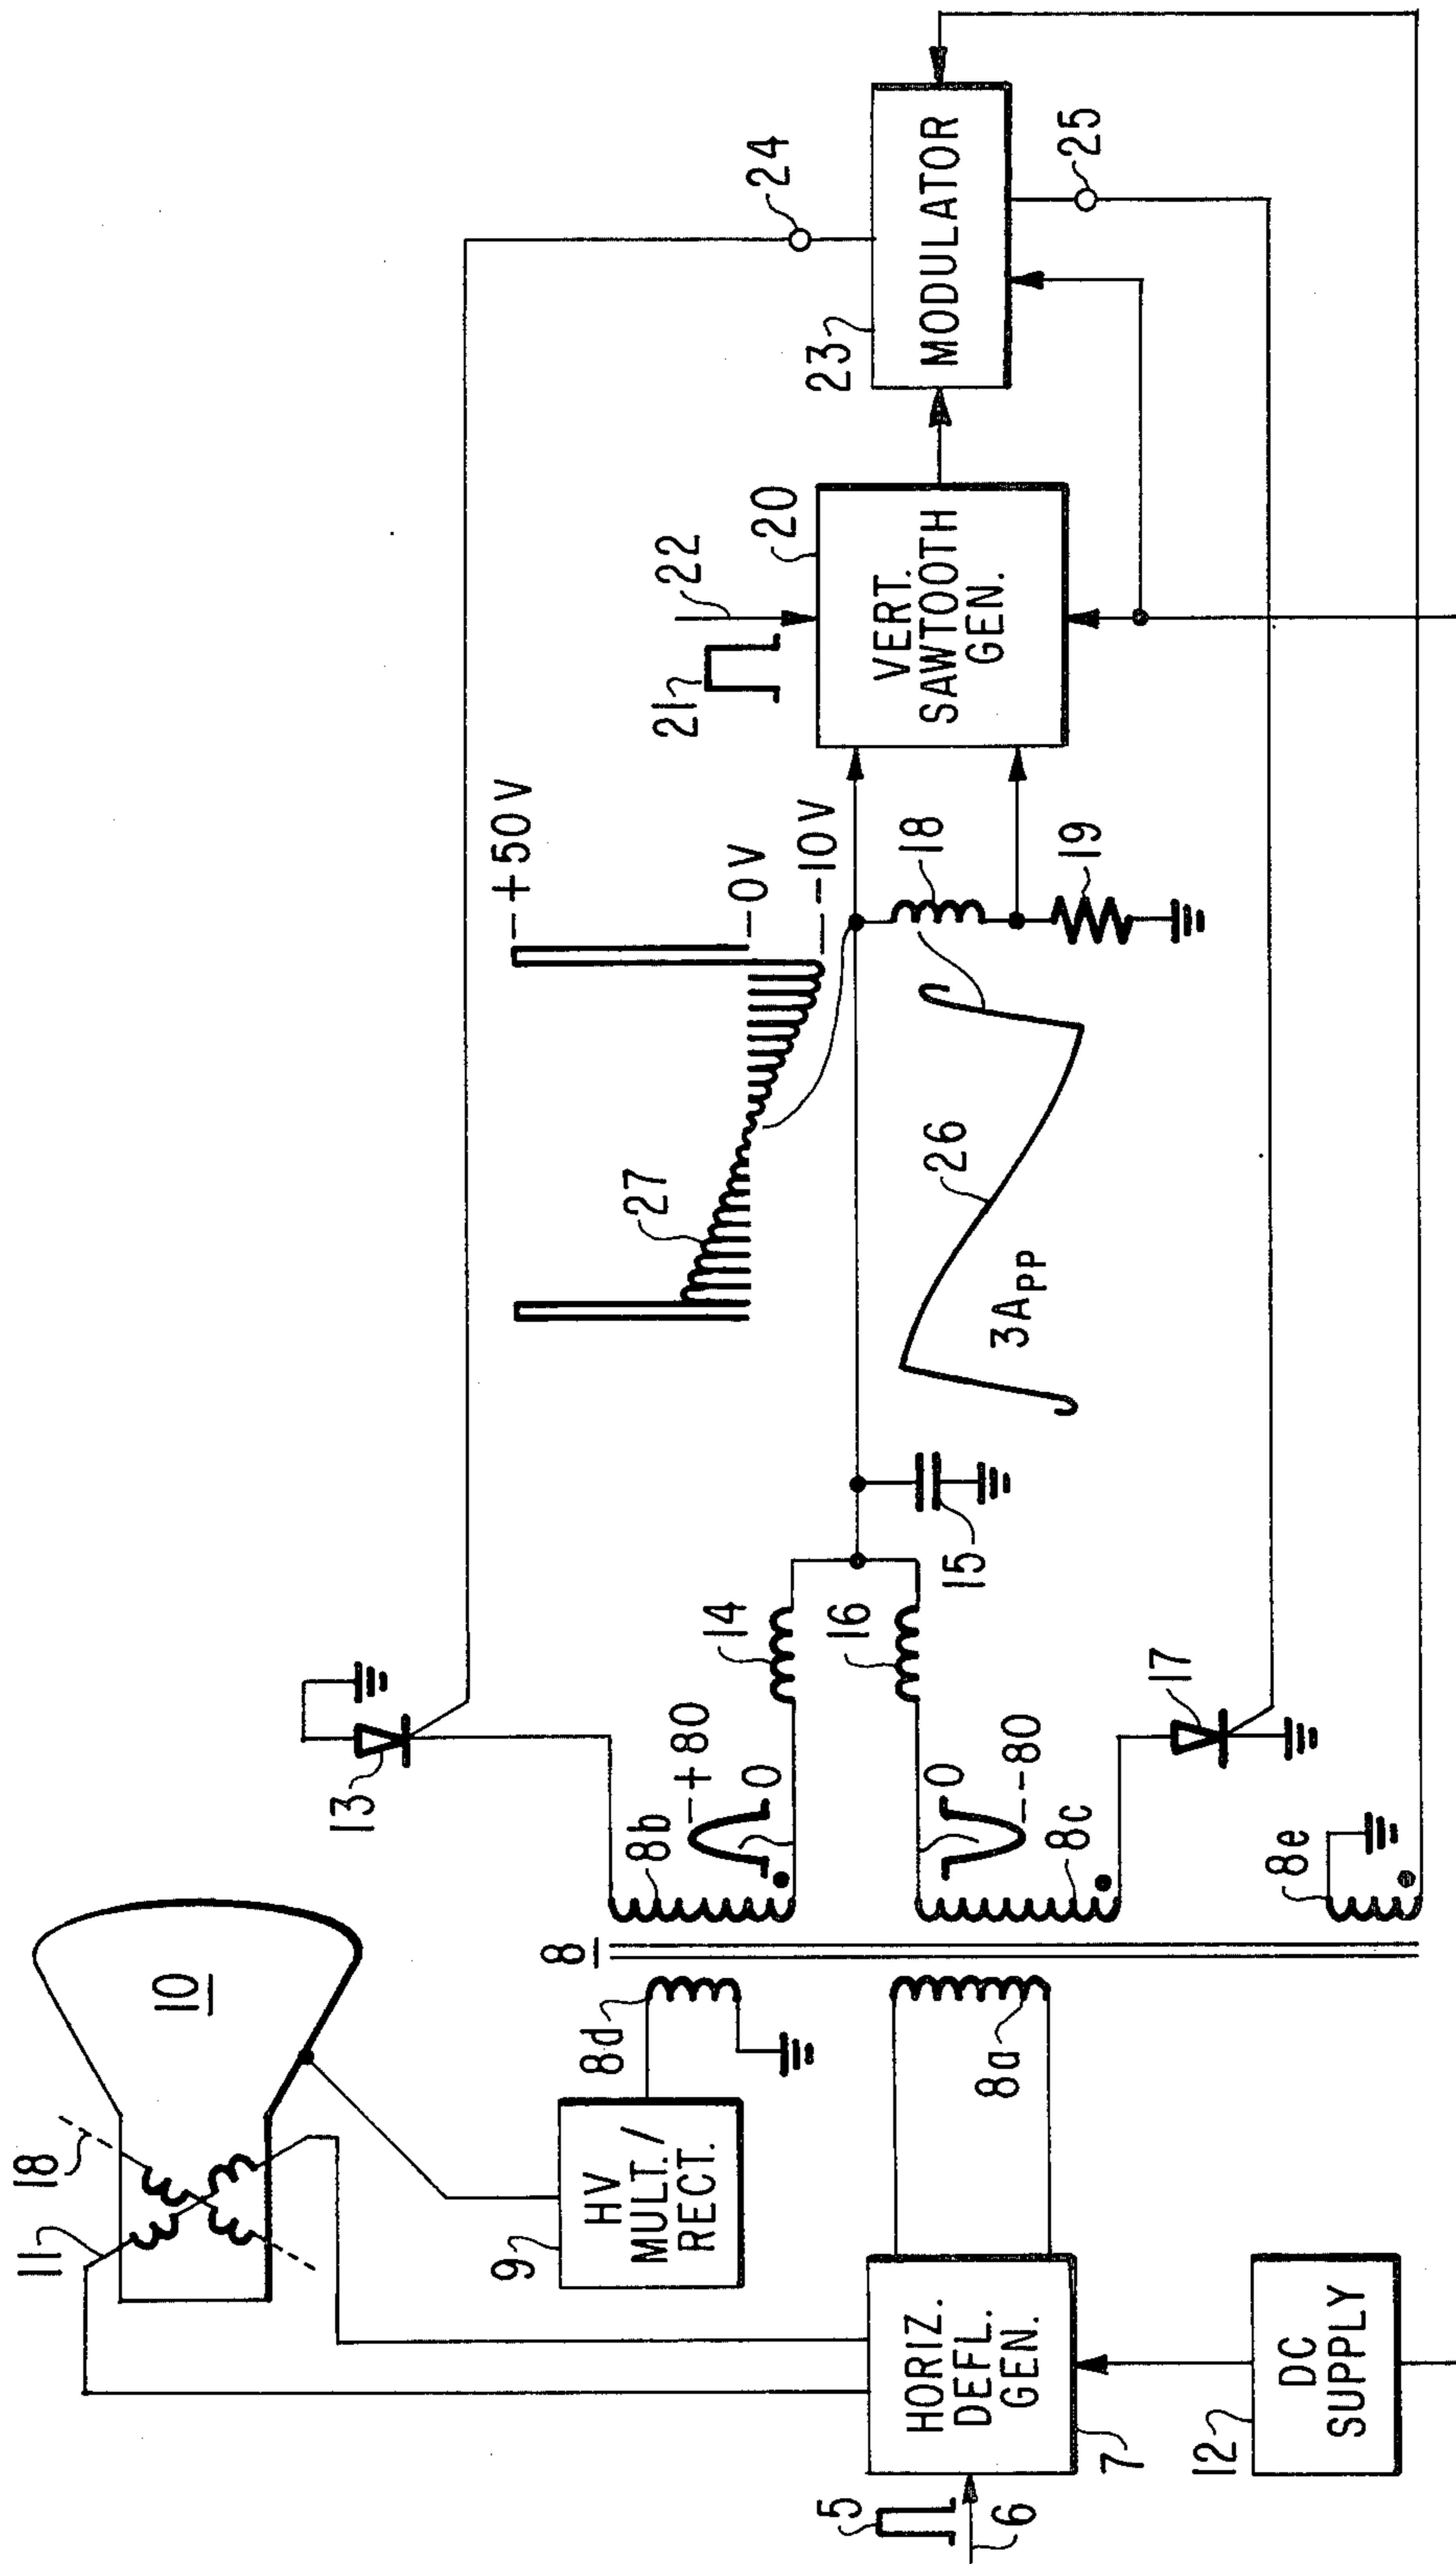 10
18
11
9
HV
MULT./
RECT.
8d
8
8a
HORIZ.
DEFL.
GEN.
7
5
6
12
DC
SUPPLY
13
8b
+80
0
14
16
0
-80
8c
17
8e
15
27
+50V
0V
-10V
26
3App
18
19
21
22
20
VERT.
SAWTOOTH
GEN.
23
MODULATOR
24
25